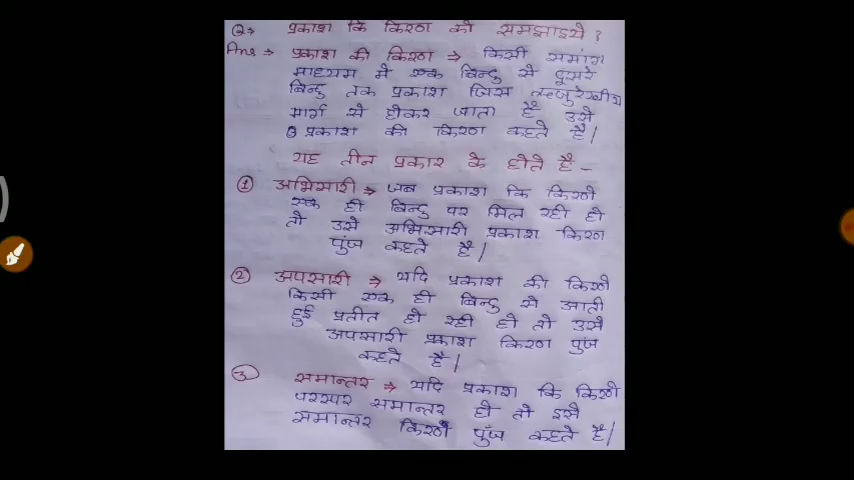 Q⇒ प्रकाश कि किरण को समझाइये ?
Ans ⇒ प्रकाश की किरण ⇒ किसी समांग
माध्यम मे एक बिन्दु से दूसरे
बिन्दु तक प्रकाश जिस ऋजुरेखीय
मार्ग से होकर जाता है उसे
प्रकाश की किरण कहते है|
यह तीन प्रकार के होते है -
① अभिसारी ⇒ जब प्रकाश कि किरणे
एक ही बिन्दु पर मिल रही हो
तो उसे अभिसारी प्रकाश किरण
पुंज कहते है|
② अपसारी ⇒ यदि प्रकाश की किरणे
किसी एक ही बिन्दु से आती
हुई प्रतीत हो रही हो तो उसे
अपसारी प्रकाश किरण पुंज
कहते है|
③ समान्तर ⇒ यदि प्रकाश कि किरणे
परस्पर समान्तर हो तो इसे
समान्तर किरणे पुँज कहते है|